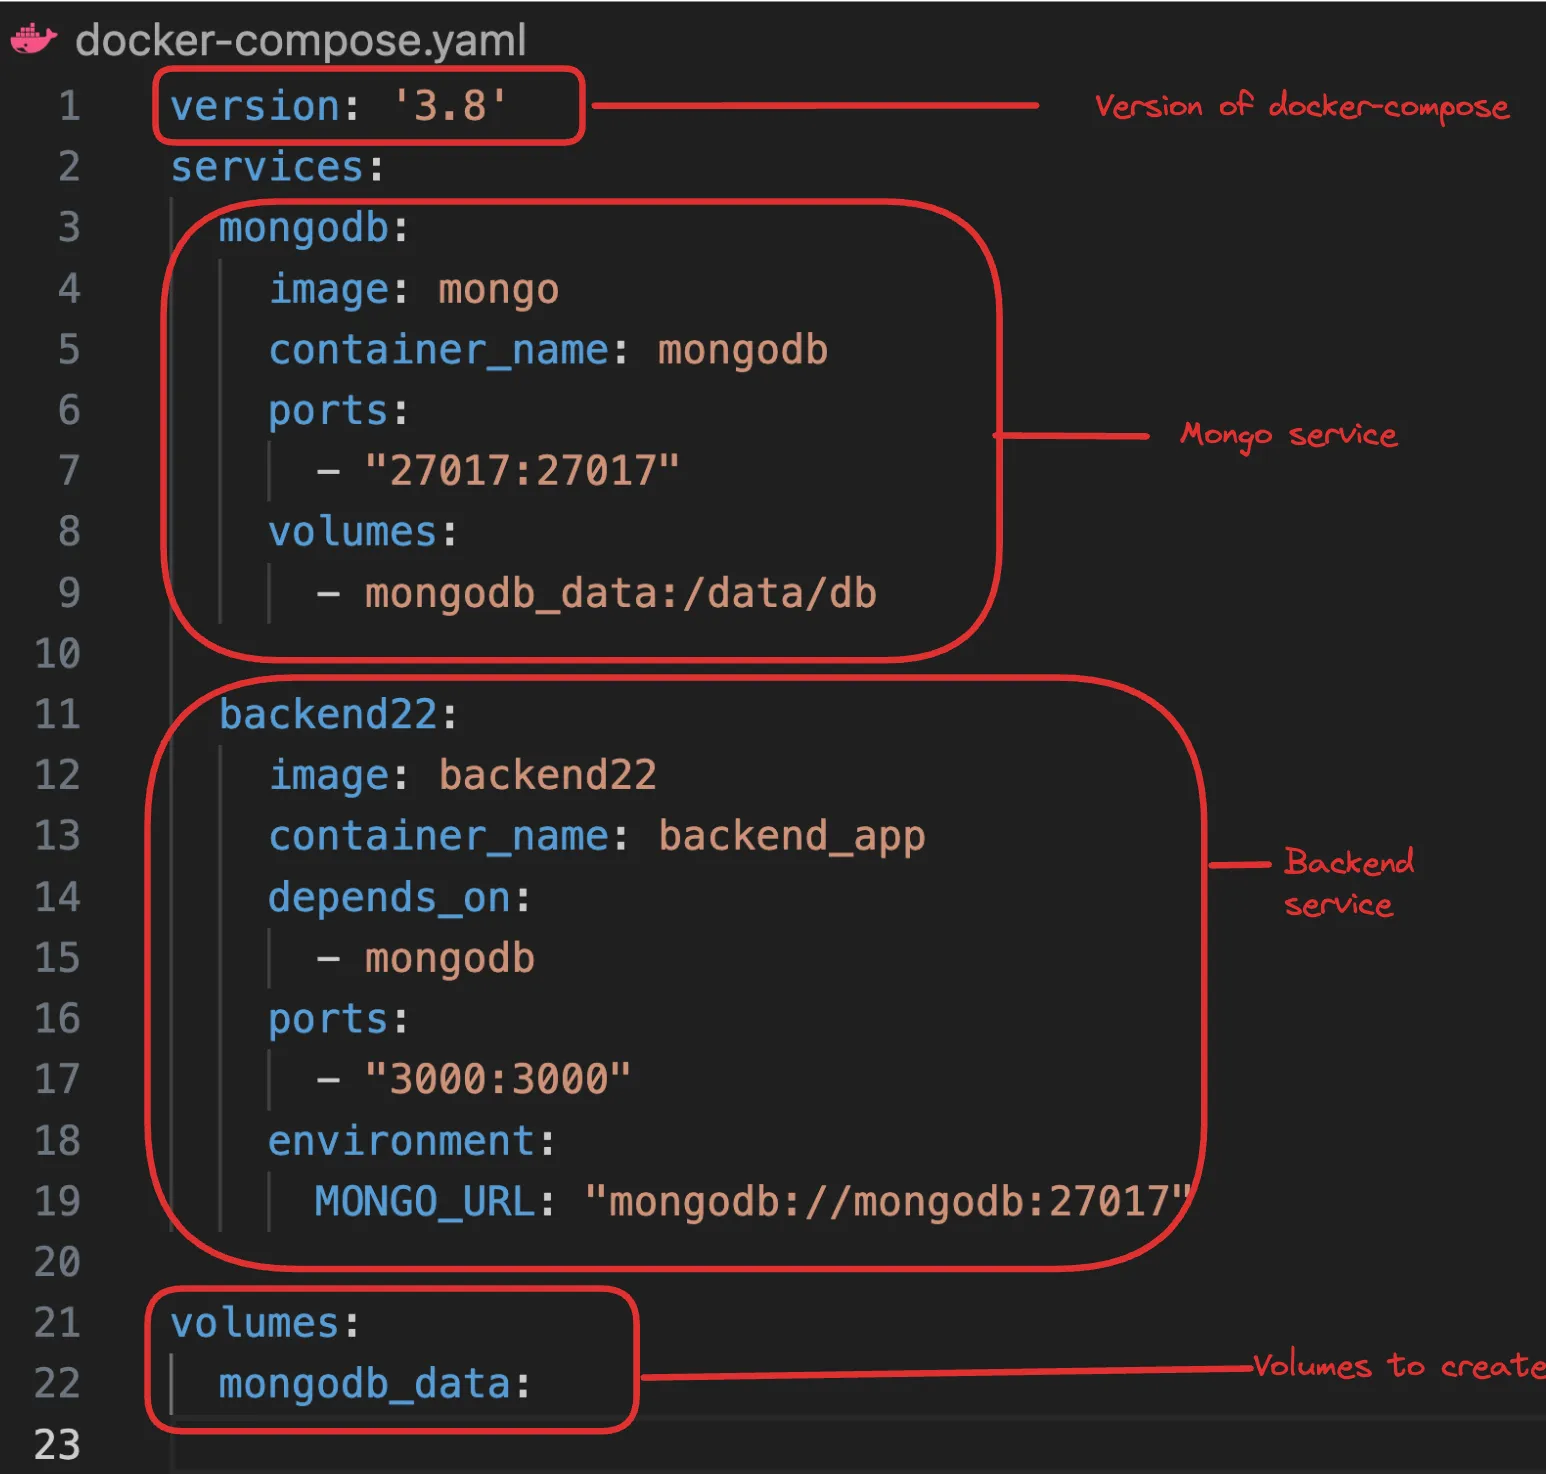 docker-compose.yaml
1 version: '3.8' Version of docker-compose
2 services:
3 mongodb:
4 image: mongo
5 container_name: mongodb
6 ports:
7 - "27017:27017" Mongo service
8 volumes:
9 - mongodb_data:/data/db
10
11 backend22:
12 image: backend22
13 container_name: backend_app Backend
14 depends_on: service
15 - mongodb
16 ports:
17 - "3000:3000"
18 environment:
19 MONGO_URL: "mongodb://mongodb:27017"
20
21 volumes:
22 mongodb_data: Volumes to create
23